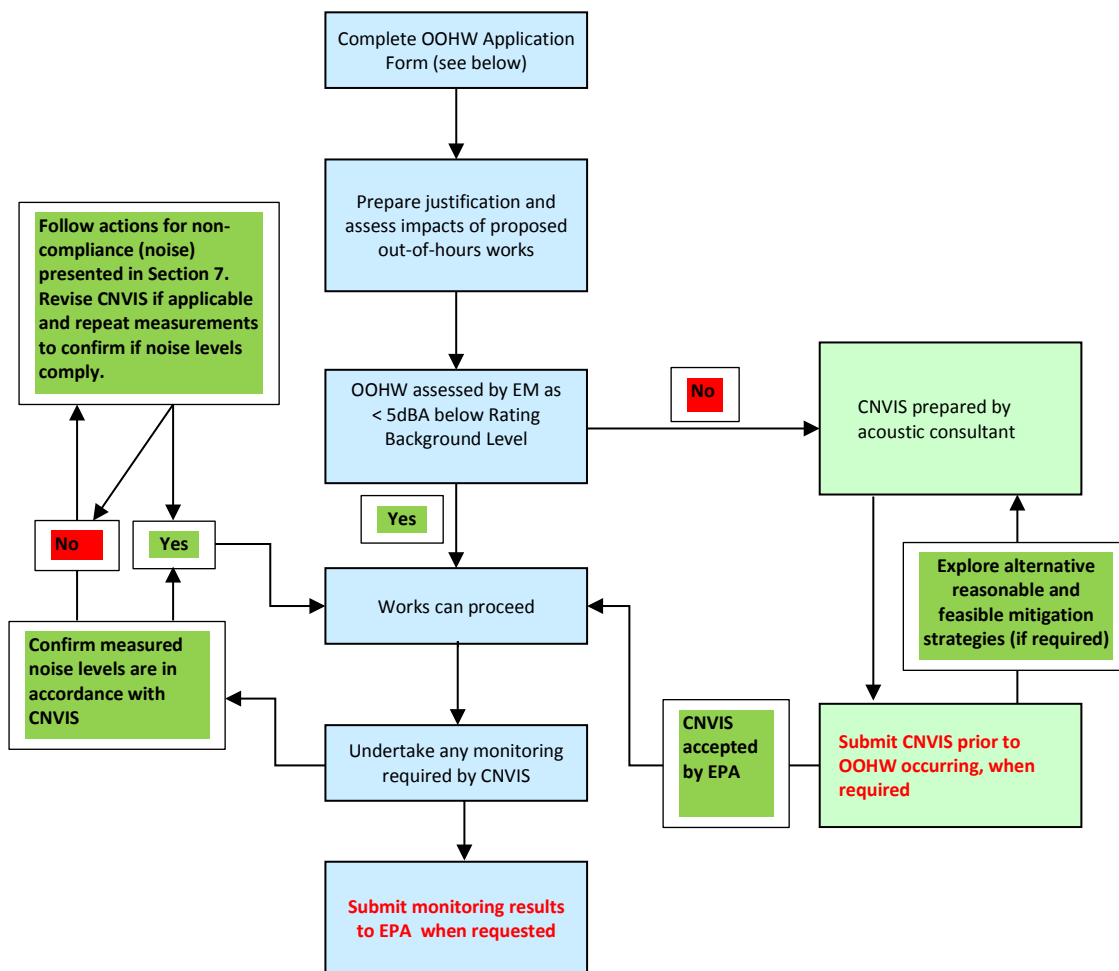 Complete OOHW Application
Form (see below)
Prepare justification and
assess impacts of proposed
out-of-hours works
Follow actions for non-
compliance (noise)
presented in Section 7.
Revise CNVIS if applicable
and repeat measurements
to confirm if noise levels
comply.
OOHW assessed by EM as
< 5dBA below Rating
Background Level
No
CNVIS prepared by
acoustic consultant
Yes
No
Yes
Explore alternative
reasonable and
feasible mitigation
strategies (if required)
Works can proceed
Confirm measured
noise levels are in
accordance with
CNVIS
CNVIS
accepted
by EPA
Submit CNVIS prior to
OOHW occurring, when
required
Undertake any monitoring
required by CNVIS
Submit monitoring results
to EPA when requested